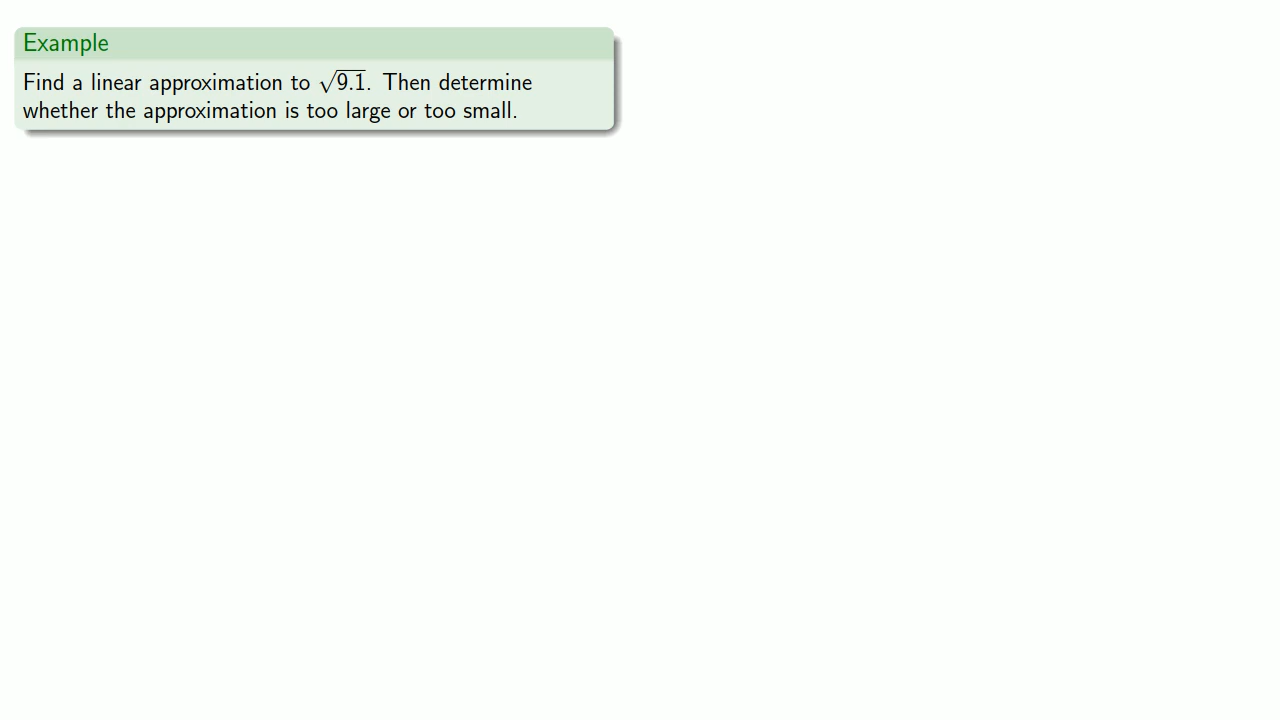 Example
Find a linear approximation to √9.1. Then determine
whether the approximation is too large or too small.